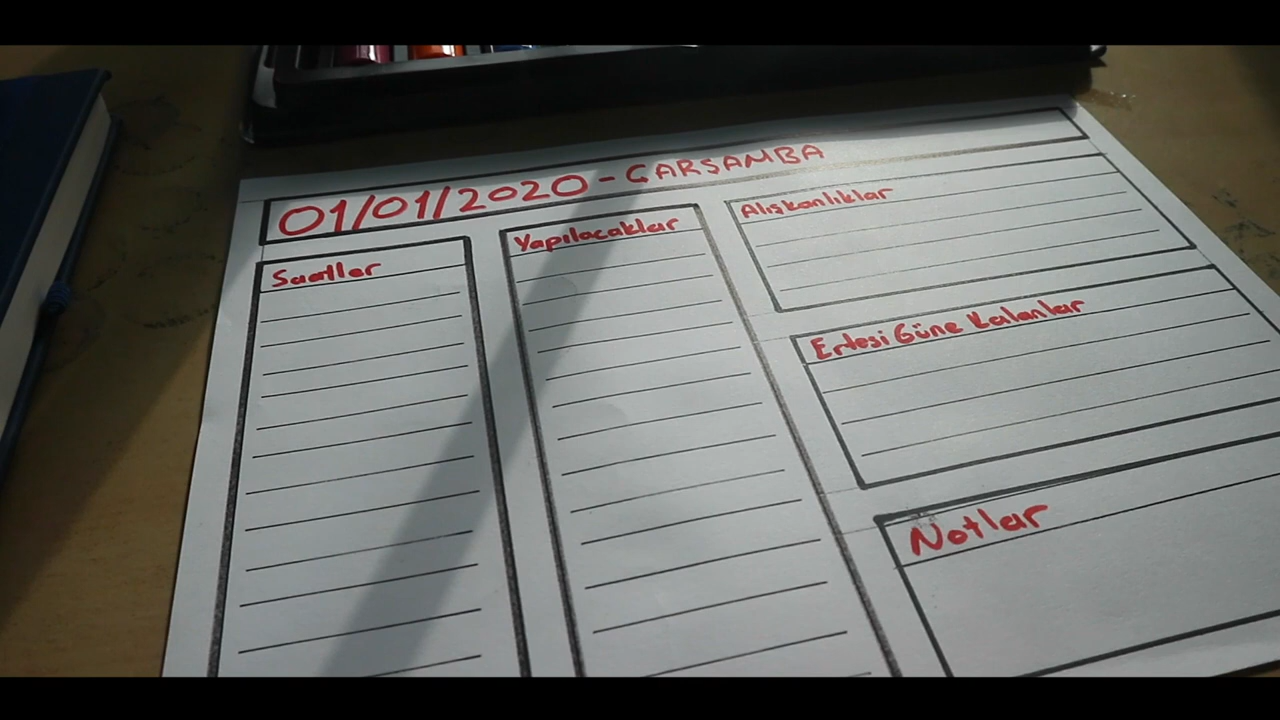 01/01/2020 - ÇARŞAMBA
Saatler
Yapılacaklar
Alışkanlıklar
Ertesi Güne Kalanlar
Notlar